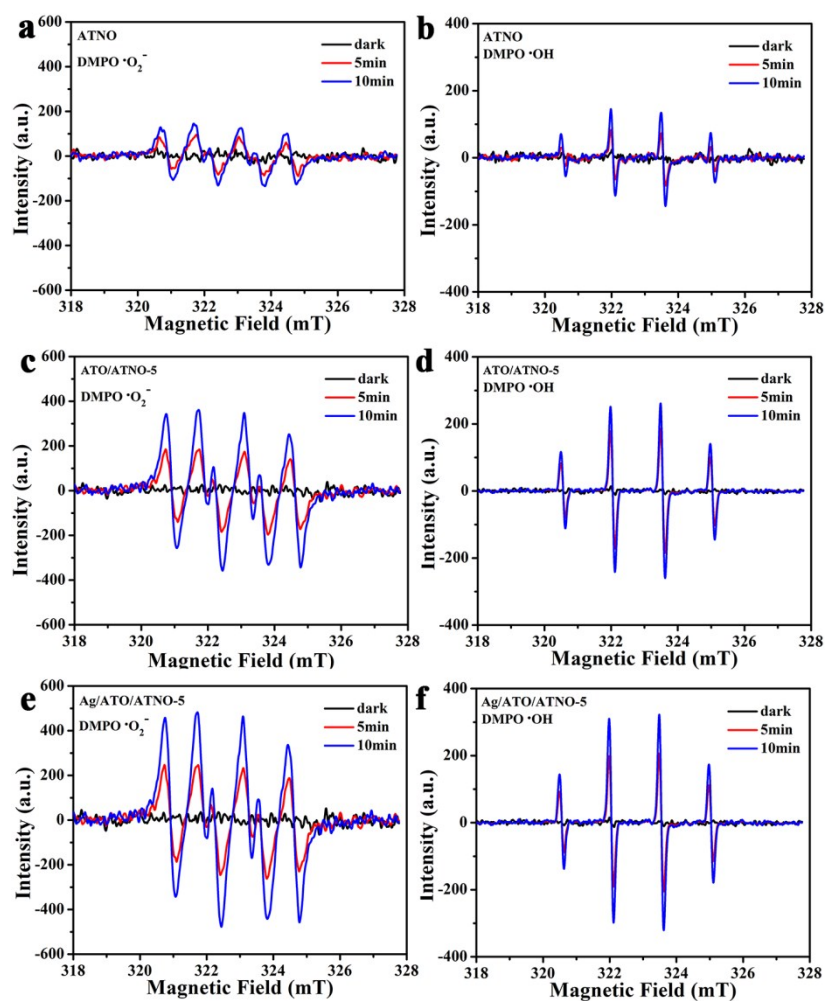 a
ATNO
DMPO •O₂⁻
dark
5min
10min
600
400
200
0
-200
-400
-600
Intensity (a.u.)
318 320 322 324 326 328
Magnetic Field (mT)
b
ATNO
DMPO •OH
dark
5min
10min
400
200
0
-200
-400
Intensity (a.u.)
318 320 322 324 326 328
Magnetic Field (mT)
c
ATO/ATNO-5
DMPO •O₂⁻
dark
5min
10min
600
400
200
0
-200
-400
-600
Intensity (a.u.)
318 320 322 324 326 328
Magnetic Field (mT)
d
ATO/ATNO-5
DMPO •OH
dark
5min
10min
400
200
0
-200
-400
Intensity (a.u.)
318 320 322 324 326 328
Magnetic Field (mT)
e
Ag/ATO/ATNO-5
DMPO •O₂⁻
dark
5min
10min
600
400
200
0
-200
-400
-600
Intensity (a.u.)
318 320 322 324 326 328
Magnetic Field (mT)
f
Ag/ATO/ATNO-5
DMPO •OH
dark
5min
10min
400
200
0
-200
-400
Intensity (a.u.)
318 320 322 324 326 328
Magnetic Field (mT)